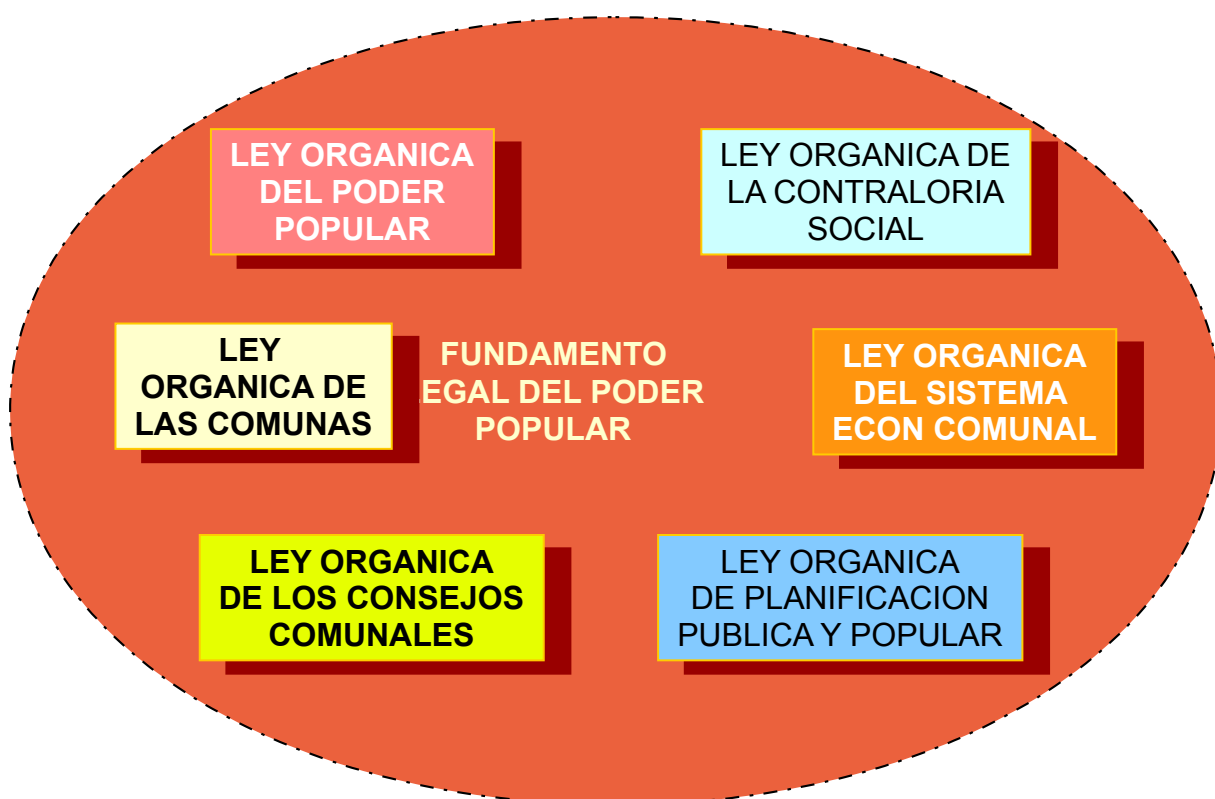 LEY ORGANICA
DEL PODER
POPULAR
LEY ORGANICA DE
LA CONTRALORIA
SOCIAL
LEY
ORGANICA DE
LAS COMUNAS
FUNDAMENTO
EGAL DEL PODER
POPULAR
LEY ORGANICA
DEL SISTEMA
ECON COMUNAL
LEY ORGANICA
DE LOS CONSEJOS
COMUNALES
LEY ORGANICA
DE PLANIFICACION
PUBLICA Y POPULAR